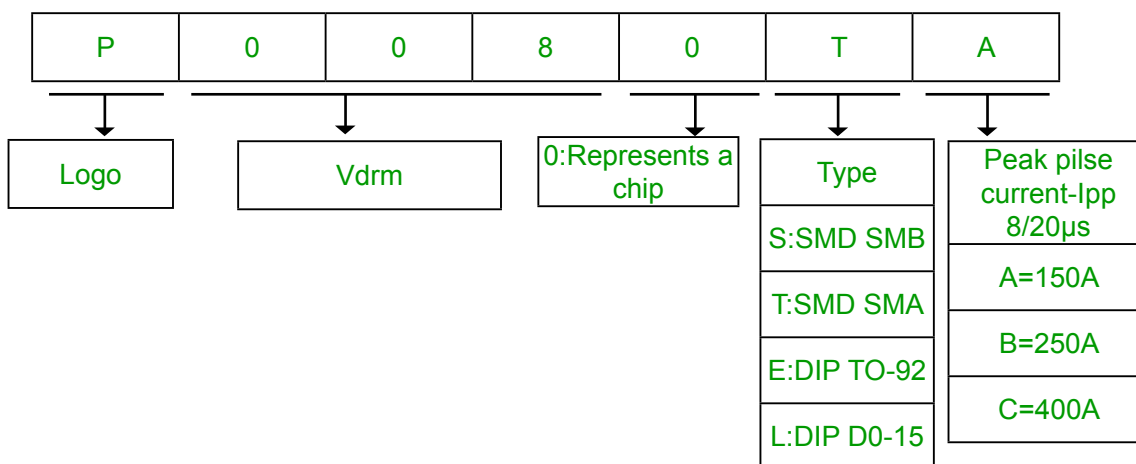 P 0 0 8 0 T A
Logo
Vdrm
0:Represents a
chip
Type
S:SMD SMB
T:SMD SMA
E:DIP TO-92
L:DIP D0-15
Peak pilse
current-Ipp
8/20μs
A=150A
B=250A
C=400A